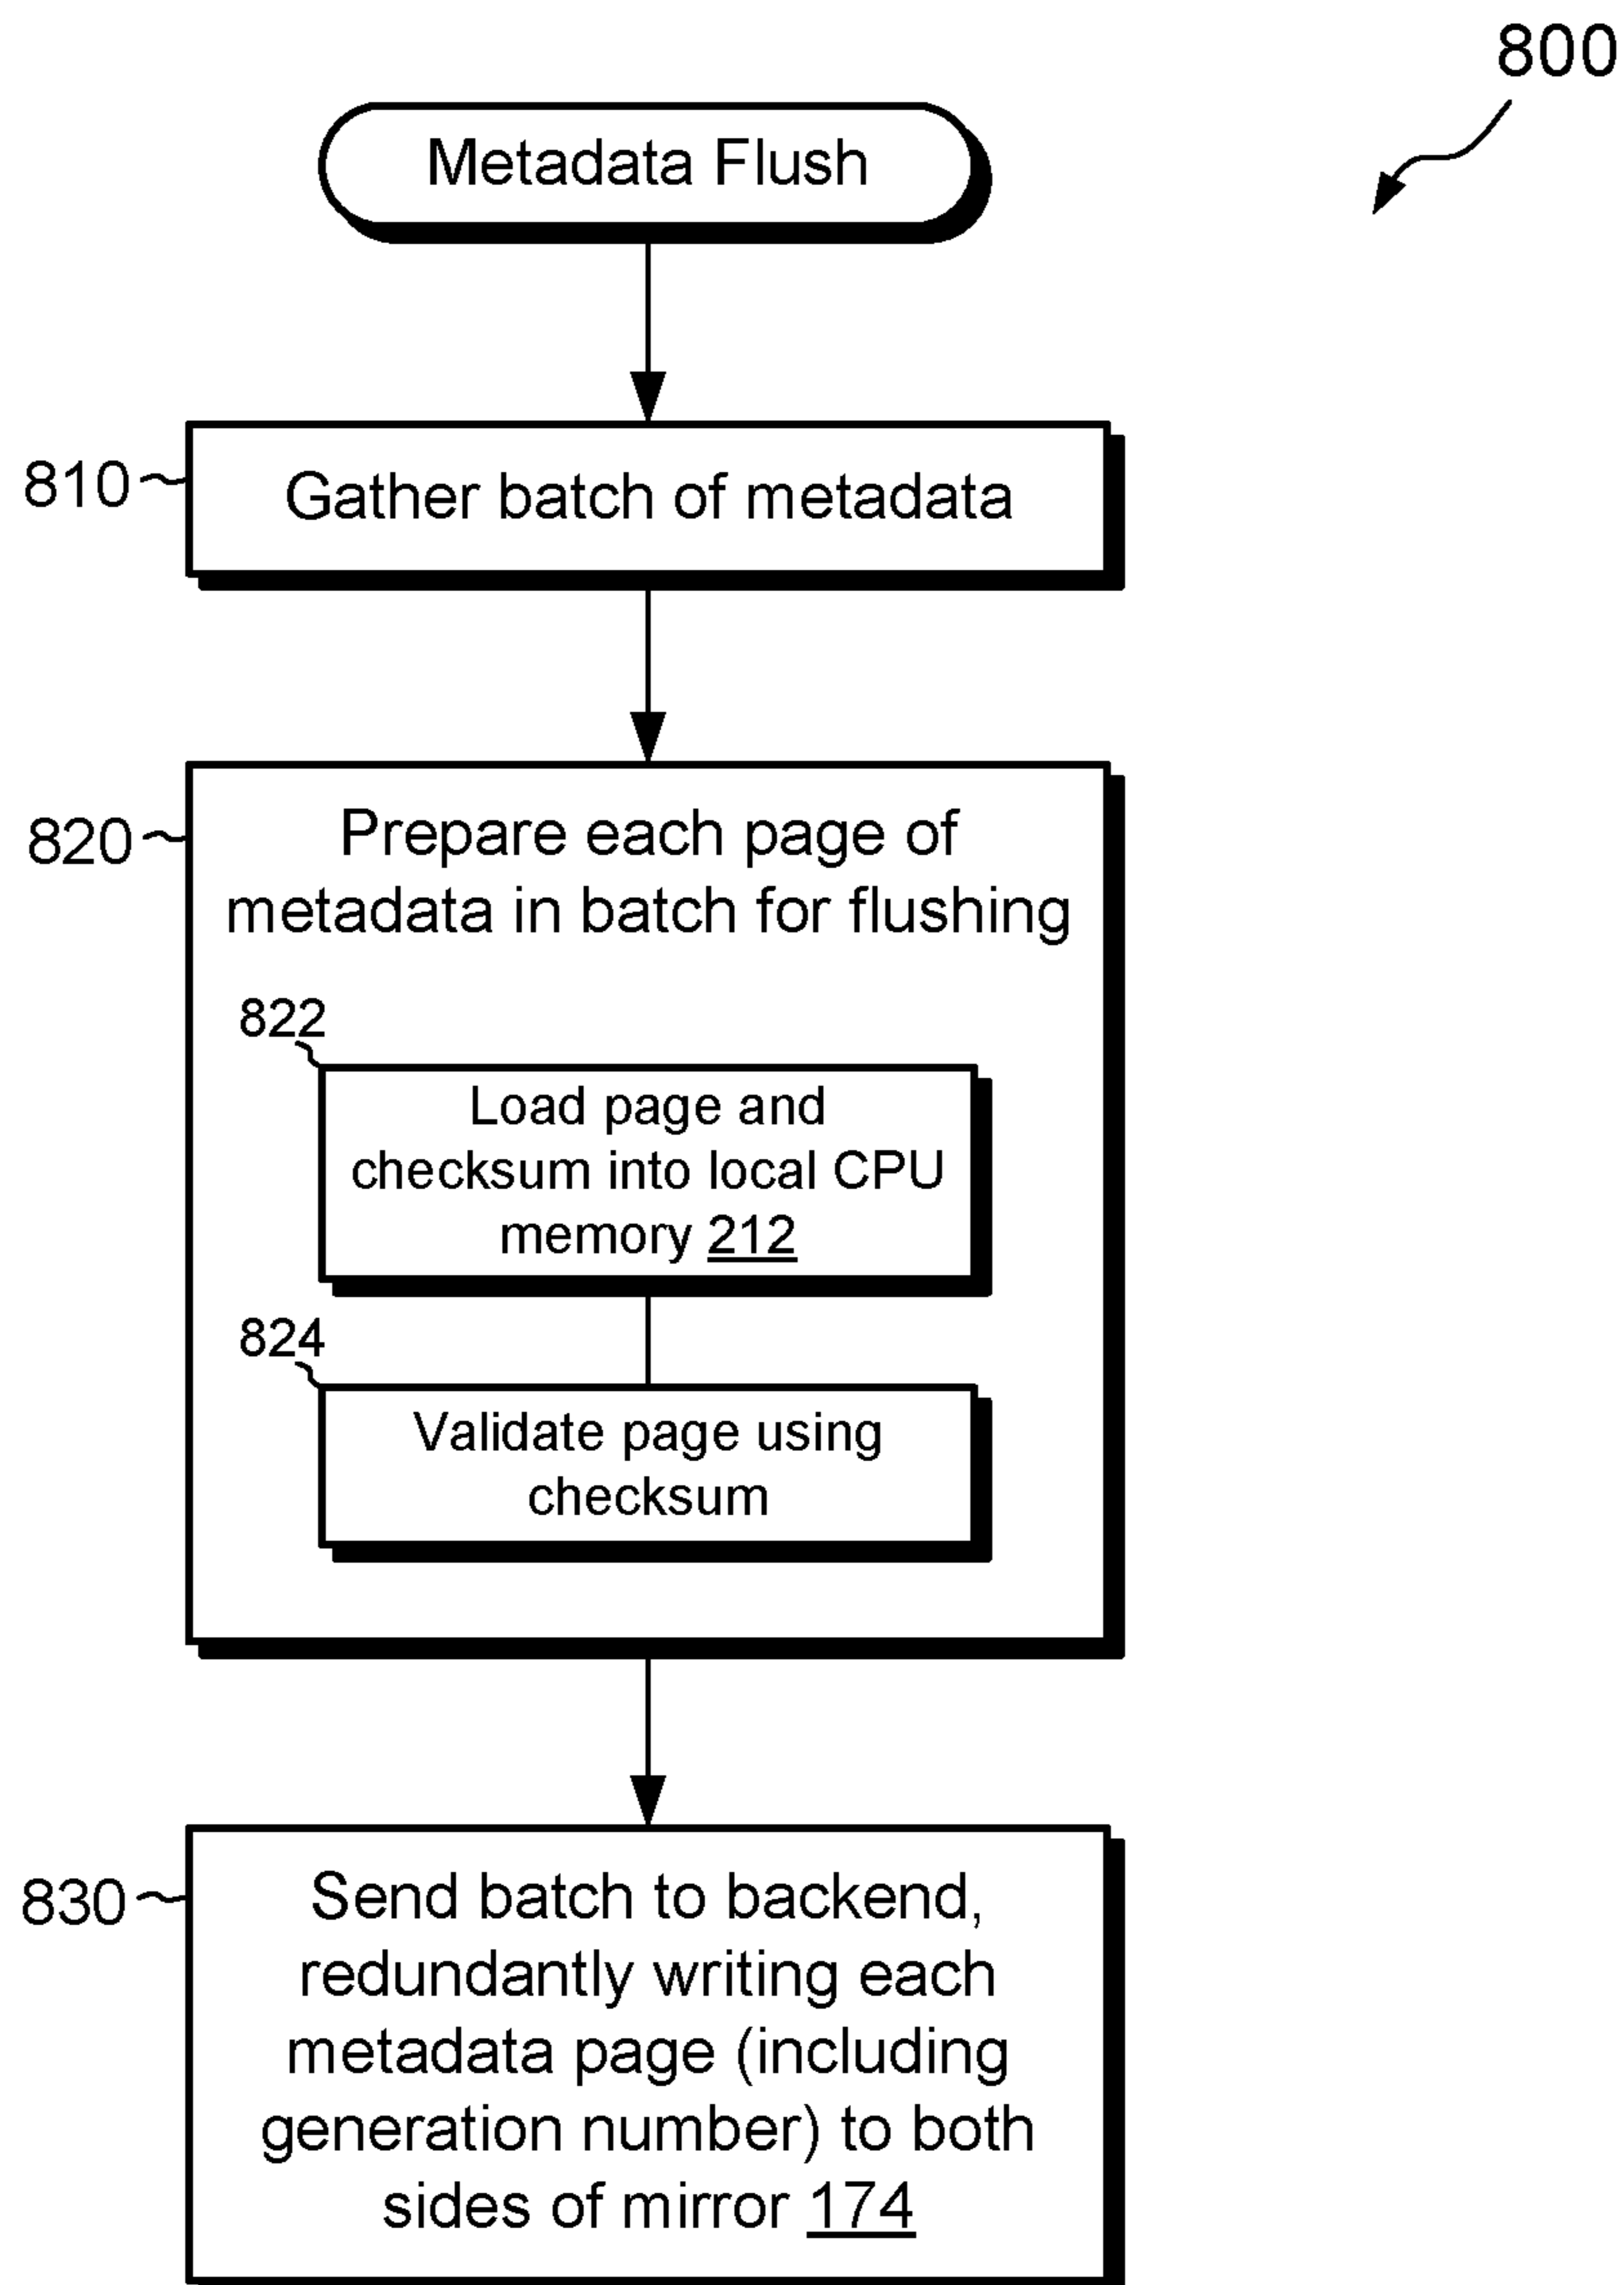 800
Metadata Flush
810
Gather batch of metadata
820
Prepare each page of
metadata in batch for flushing
822
Load page and
checksum into local CPU
memory 212
824
Validate page using
checksum
830
Send batch to backend,
redundantly writing each
metadata page (including
generation number) to both
sides of mirror 174